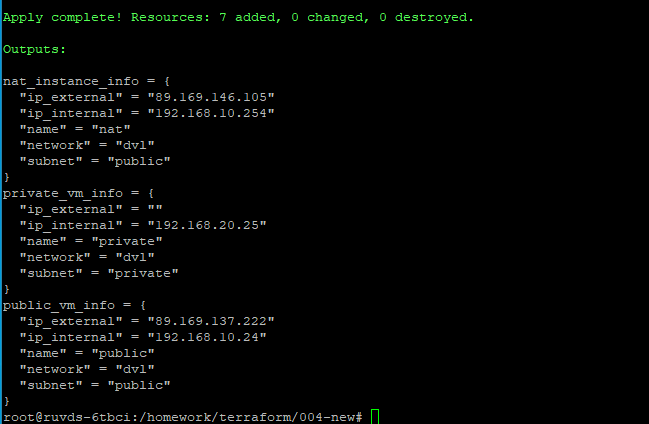 Apply complete! Resources: 7 added, 0 changed, 0 destroyed.
Outputs:
nat_instance_info = {
  "ip_external" = "89.169.146.105"
  "ip_internal" = "192.168.10.254"
  "name" = "nat"
  "network" = "dvl"
  "subnet" = "public"
}
private_vm_info = {
  "ip_external" = ""
  "ip_internal" = "192.168.20.25"
  "name" = "private"
  "network" = "dvl"
  "subnet" = "private"
}
public_vm_info = {
  "ip_external" = "89.169.137.222"
  "ip_internal" = "192.168.10.24"
  "name" = "public"
  "network" = "dvl"
  "subnet" = "public"
}
root@ruvds-6tbci:/homework/terraform/004-new#